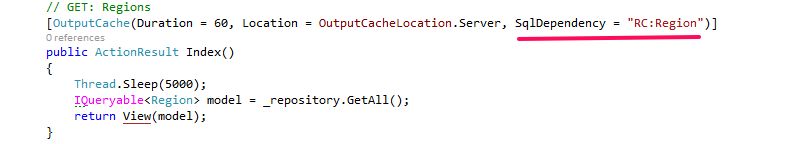 // GET: Regions
[OutputCache(Duration = 60, Location = OutputCacheLocation.Server, SqlDependency = "RC:Region")]
0 references
public ActionResult Index()
{
    Thread.Sleep(5000);
    IQueryable<Region> model = _repository.GetAll();
    return View(model);
}